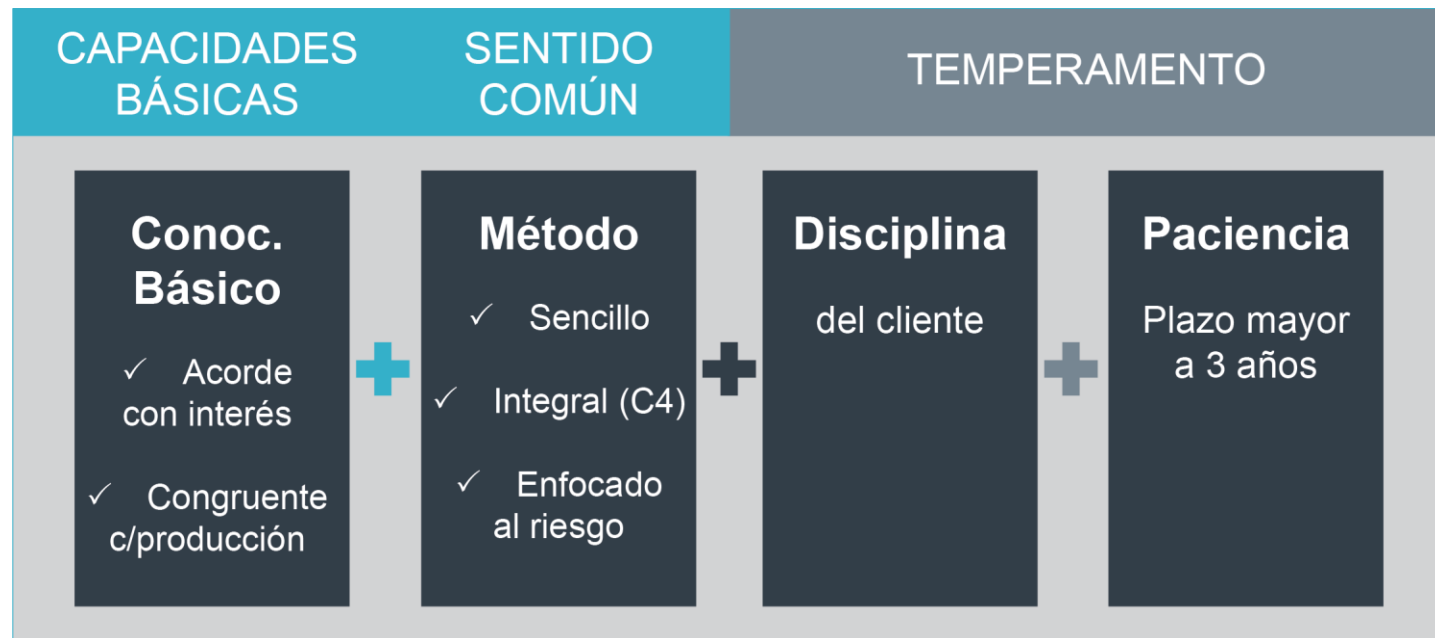 CAPACIDADES
BÁSICAS
SENTIDO
COMÚN
TEMPERAMENTO
Conoc.
Básico
✓ Acorde
con interés
✓ Congruente
c/producción
Método
✓ Sencillo
✓ Integral (C4)
✓ Enfocado
al riesgo
Disciplina
del cliente
Paciencia
Plazo mayor
a 3 años